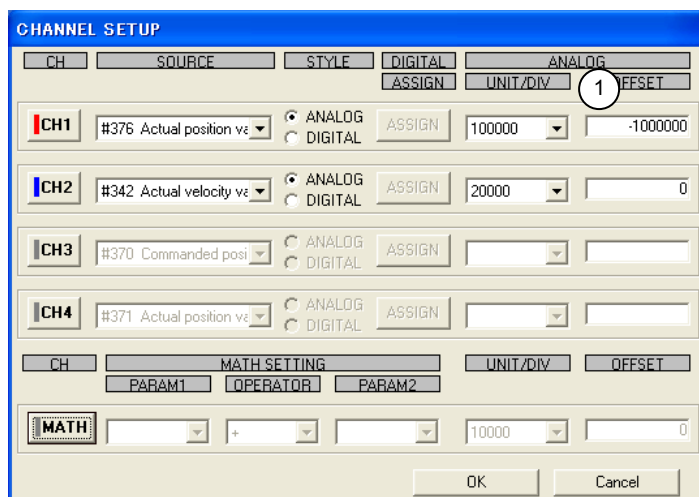 CHANNEL SETUP
CH SOURCE STYLE DIGITAL ANALOG
ASSIGN UNIT/DIV 1 OFFSET
CH1 #376 Actual position va ANALOG DIGITAL ASSIGN 100000 -1000000
CH2 #342 Actual velocity va ANALOG DIGITAL ASSIGN 20000 0
CH3 #370 Commanded posi ANALOG DIGITAL ASSIGN
CH4 #371 Actual position va ANALOG DIGITAL ASSIGN
CH MATH SETTING UNIT/DIV OFFSET
PARAM1 OPERATOR PARAM2
MATH + 10000 0
OK Cancel